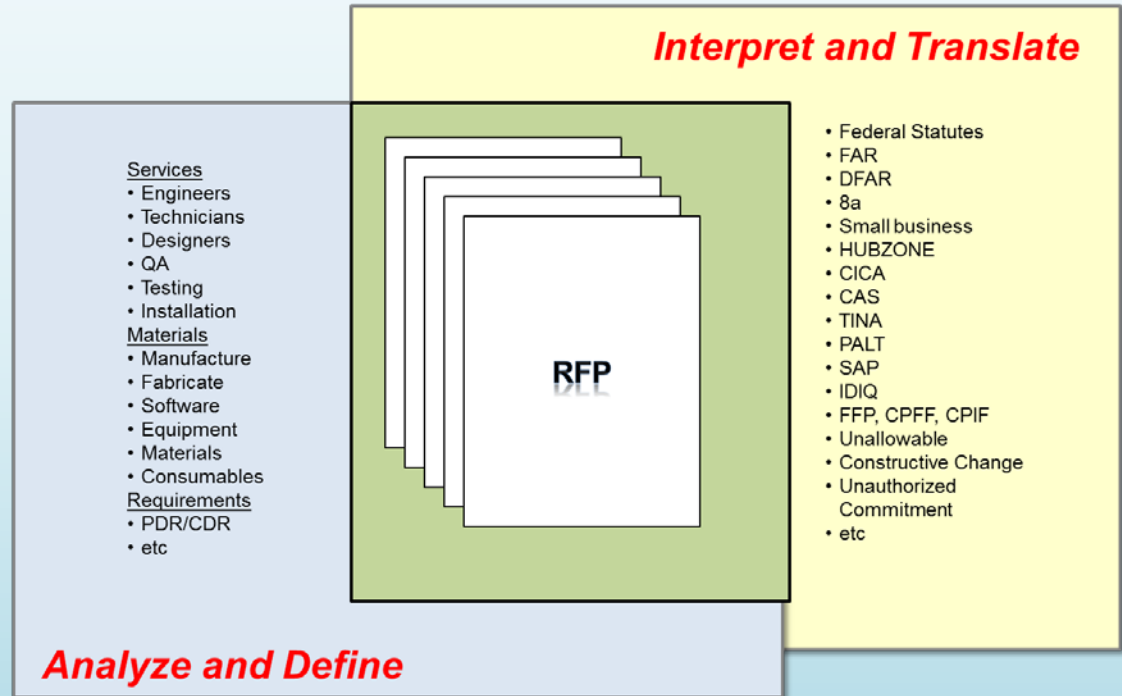 Interpret and Translate
Services
• Engineers
• Technicians
• Designers
• QA
• Testing
• Installation
Materials
• Manufacture
• Fabricate
• Software
• Equipment
• Materials
• Consumables
Requirements
• PDR/CDR
• etc
RFP
• Federal Statutes
• FAR
• DFAR
• 8a
• Small business
• HUBZONE
• CICA
• CAS
• TINA
• PALT
• SAP
• IDIQ
• FFP, CPFF, CPIF
• Unallowable
• Constructive Change
• Unauthorized
Commitment
• etc
Analyze and Define